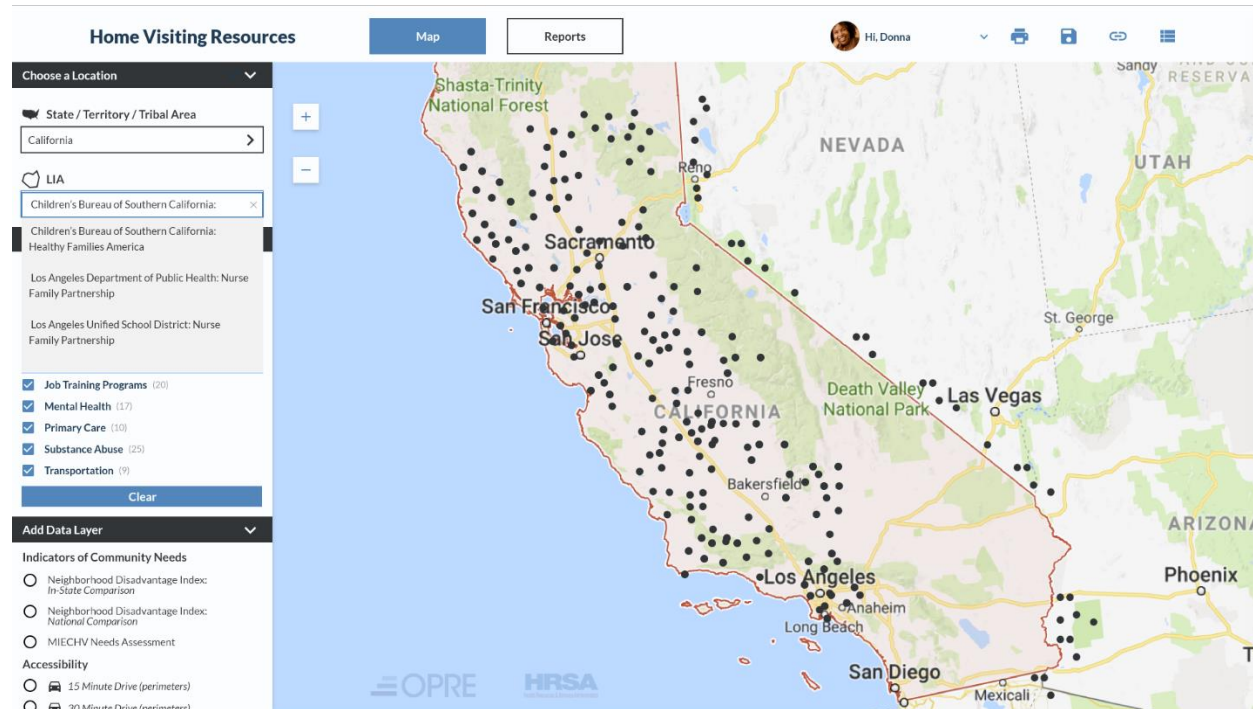 Home Visiting Resources
Map
Reports
Hi, Donna
Choose a Location
State / Territory / Tribal Area
California
LIA
Children's Bureau of Southern California:
Children's Bureau of Southern California:
Healthy Families America
Los Angeles Department of Public Health: Nurse
Family Partnership
Los Angeles Unified School District: Nurse
Family Partnership
Job Training Programs (20)
Mental Health (17)
Primary Care (10)
Substance Abuse (25)
Transportation (9)
Clear
Add Data Layer
Indicators of Community Needs
Neighborhood Disadvantage Index:
In-State Comparison
Neighborhood Disadvantage Index:
National Comparison
MIECHV Needs Assessment
Accessibility
15 Minute Drive (perimeters)
30 Minute Drive (perimeters)
+
−
Shasta-Trinity
National Forest
Sandy
RESERVA
NEVADA
UTAH
Reno
Sacramento
San Francisco
San Jose
St. George
Fresno
CALIFORNIA
Death Valley
National Park
Las Vegas
Bakersfield
ARIZONA
Los Angeles
Anaheim
Long Beach
Phoenix
San Diego
Mexicali
T
OPRE
HRSA